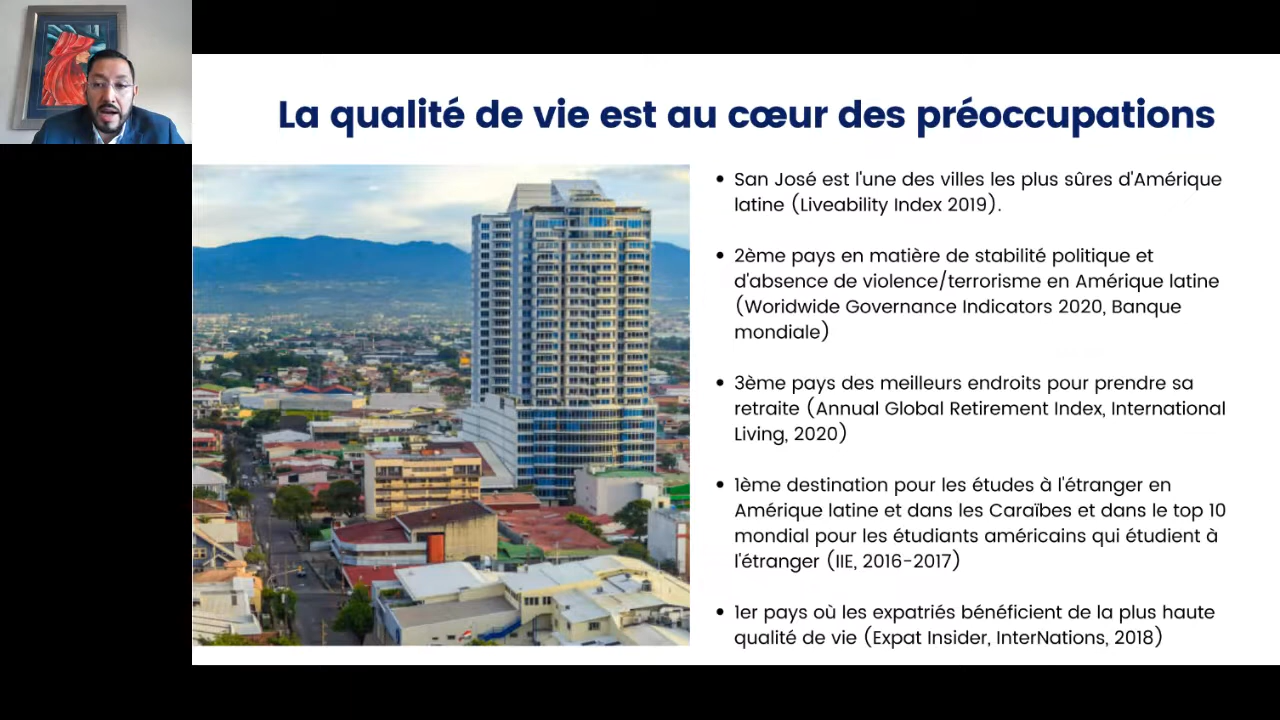 La qualité de vie est au cœur des préoccupations
San José est l'une des villes les plus sûres d'Amérique
latine (Liveability Index 2019).
2ème pays en matière de stabilité politique et
d'absence de violence/terrorisme en Amérique latine
(Woridwide Governance Indicators 2020, Banque
mondiale)
3ème pays des meilleurs endroits pour prendre sa
retraite (Annual Global Retirement Index, International
Living, 2020)
1ème destination pour les études à l'étranger en
Amérique latine et dans les Caraïbes et dans le top 10
mondial pour les étudiants américains qui étudient à
l'étranger (IIE, 2016-2017)
1er pays où les expatriés bénéficient de la plus haute
qualité de vie (Expat Insider, InterNations, 2018)